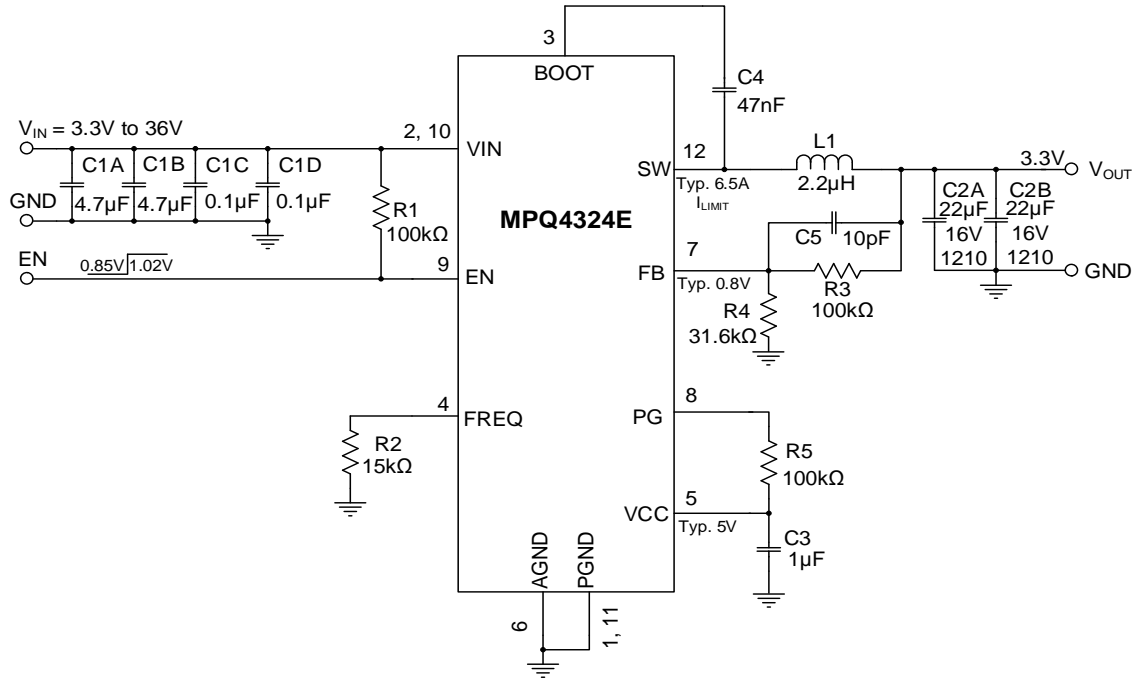 3
BOOT
C4
47nF
V_IN = 3.3V to 36V
2, 10
VIN
C1A
C1B
C1C
C1D
4.7µF
4.7µF
0.1µF
0.1µF
GND
R1
100kΩ
EN
0.85V
1.02V
9
EN
MPQ4324E
12
SW
Typ. 6.5A
I_LIMIT
L1
2.2µH
3.3V
V_OUT
C2A
22µF
16V
1210
C2B
22µF
16V
1210
GND
C5
10pF
7
FB
Typ. 0.8V
R3
100kΩ
R4
31.6kΩ
4
FREQ
R2
15kΩ
8
PG
R5
100kΩ
5
VCC
Typ. 5V
C3
1µF
AGND
PGND
6
1, 11